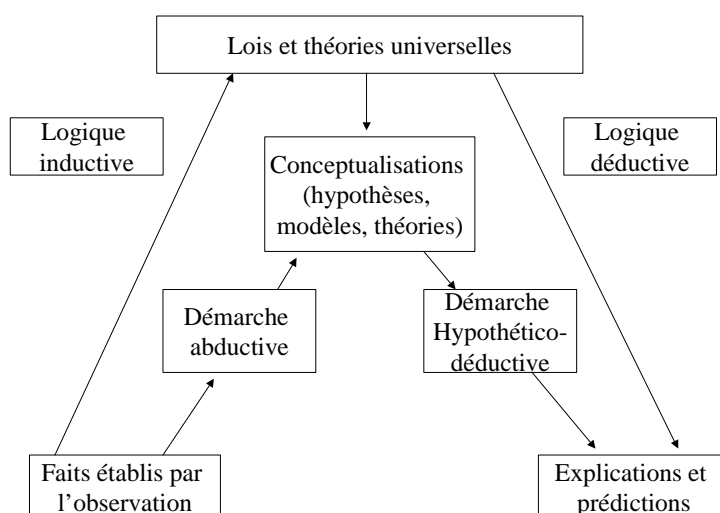 Lois et théories universelles
Logique
inductive
Logique
déductive
Conceptualisations
(hypothèses,
modèles, théories)
Démarche
abductive
Démarche
Hypothético-
déductive
Faits établis par
l’observation
Explications et
prédictions